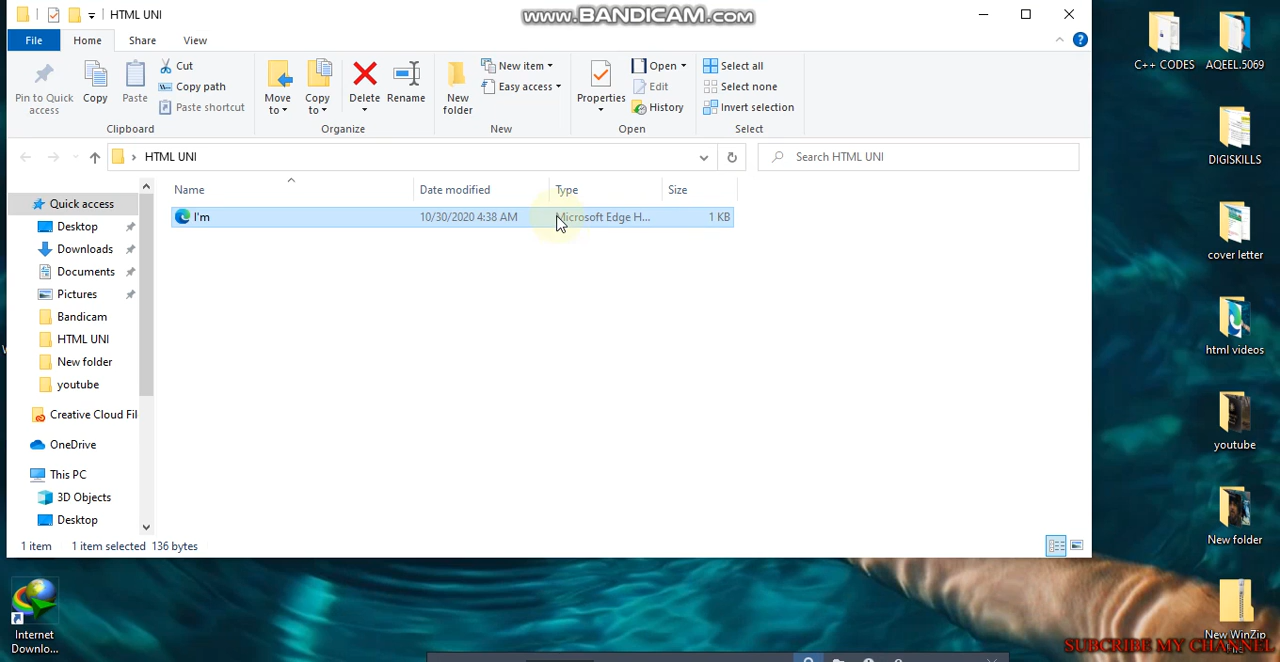 HTML UNI
www.BANDICAM.com
File
Home
Share
View
Pin to Quick
access
Copy
Paste
Cut
Copy path
Paste shortcut
Clipboard
Move
to
Copy
to
Delete
Rename
Organize
New
folder
New item
Easy access
New
Properties
Open
Edit
History
Open
Select all
Select none
Invert selection
Select
HTML UNI
Search HTML UNI
Name
Date modified
Type
Size
I'm
10/30/2020 4:38 AM
Microsoft Edge H...
1 KB
Quick access
Desktop
Downloads
Documents
Pictures
Bandicam
HTML UNI
New folder
youtube
Creative Cloud Fil
OneDrive
This PC
3D Objects
Desktop
1 item
1 item selected
136 bytes
C++ CODES
AQEEL.5069
DIGISKILLS
cover letter
html videos
youtube
New folder
New WinZip
Internet
Downlo...
SUBCRIBE MY CHANNEL